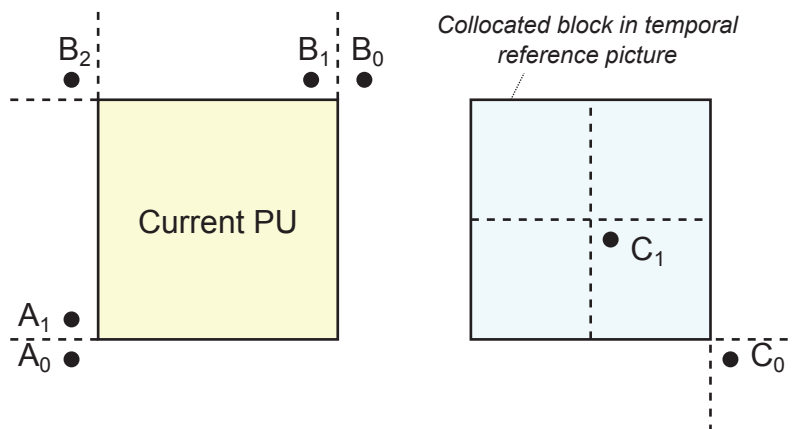 B₂
B₁ B₀
Collocated block in temporal
reference picture
Current PU
A₁
A₀
C₁
C₀